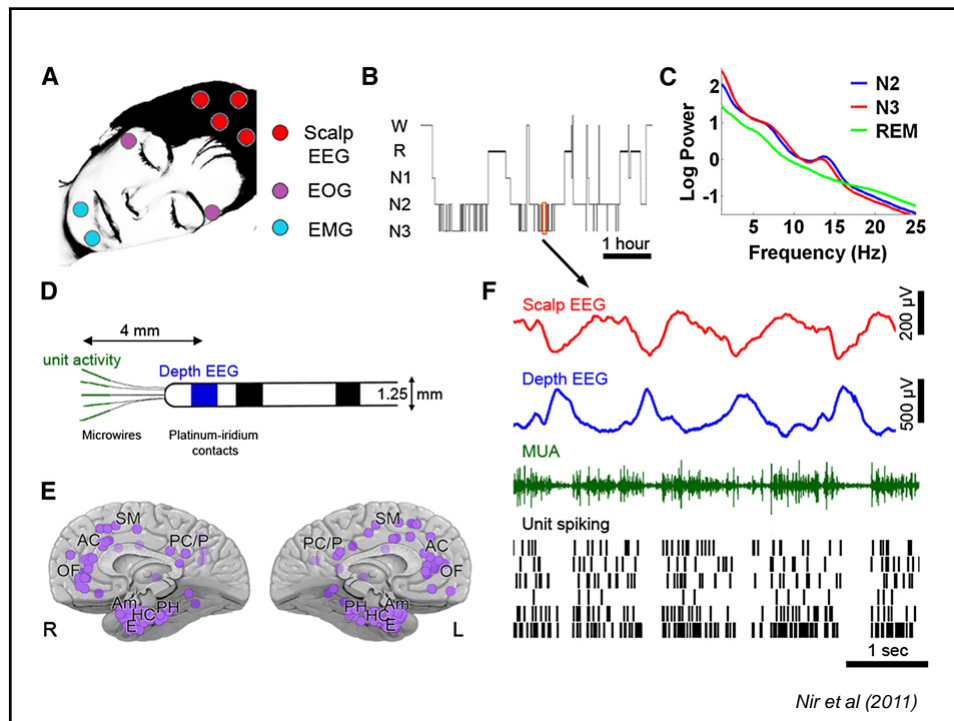 A
Scalp
EEG
EOG
EMG
B
W
R
N1
N2
N3
1 hour
C
Log Power
2
1
0
-1
5 10 15 20 25
Frequency (Hz)
N2
N3
REM
D
4 mm
unit activity
Depth EEG
1.25 mm
Microwires
Platinum-iridium
contacts
E
SM
AC
PC/P
OF
Am
HC
PH
E
R
SM
PC/P
AC
OF
PH
HC
Am
E
L
F
Scalp EEG
200 µV
Depth EEG
500 µV
MUA
Unit spiking
1 sec
Nir et al (2011)